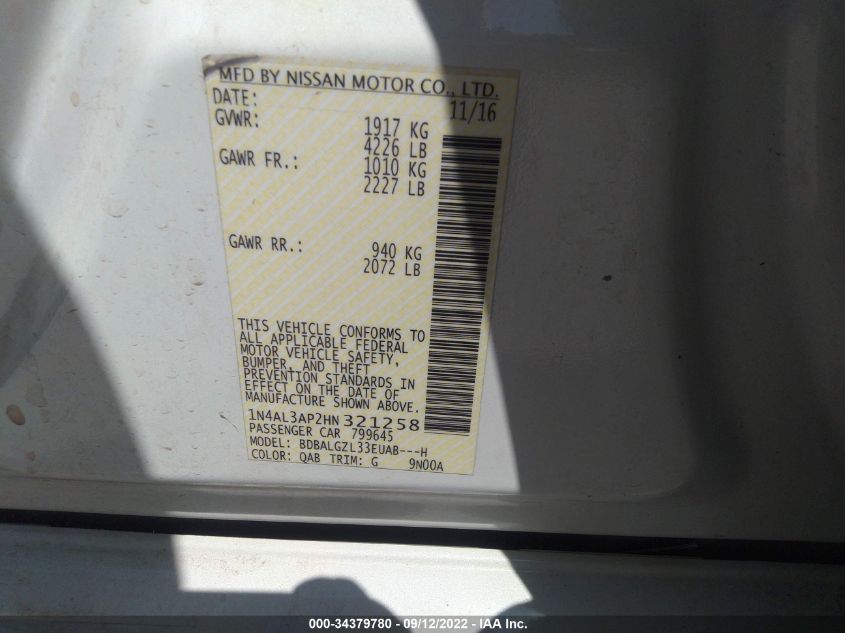 MFD BY NISSAN MOTOR CO., LTD.
DATE: 11/16
GVWR: 1917 KG
4226 LB
GAWR FR.: 1010 KG
2227 LB
GAWR RR.: 940 KG
2072 LB
THIS VEHICLE CONFORMS TO
ALL APPLICABLE FEDERAL
MOTOR VEHICLE SAFETY,
BUMPER, AND THEFT
PREVENTION STANDARDS IN
EFFECT ON THE DATE OF
MANUFACTURE SHOWN ABOVE.
1N4AL3AP2HN321258
PASSENGER CAR 799645
MODEL: BDBALGZL33EUAB---H
COLOR: QAB TRIM: G 9N00A
000-34379780 - 09/12/2022 - IAA Inc.